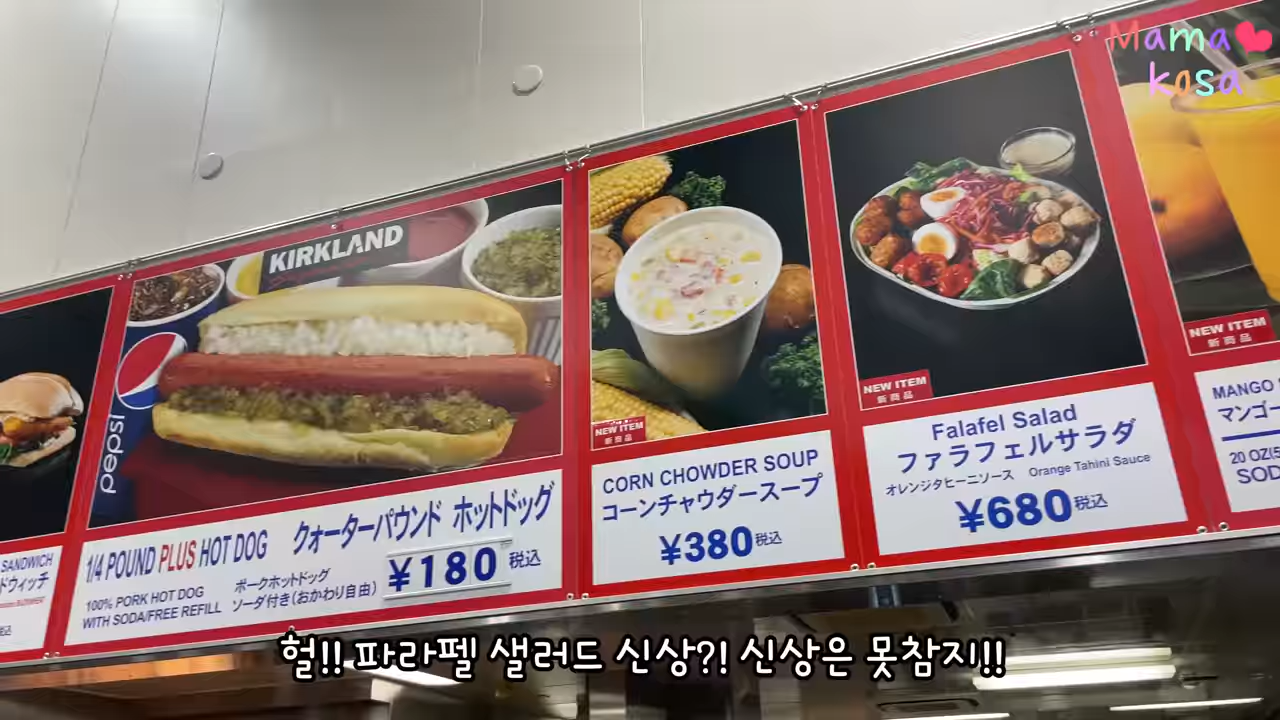 Mama
kosa
SANDWICH
ドウィッチ
KIRKLAND
pepsi
1/4 POUND PLUS HOT DOG
クォーターパウンド ホットドッグ
100% PORK HOT DOG
WITH SODA/FREE REFILL
ポークホットドッグ
ソーダ付き(おかわり自由)
¥180 税込
NEW ITEM
新商品
CORN CHOWDER SOUP
コーンチャウダースープ
¥380 税込
NEW ITEM
新商品
Falafel Salad
ファラフェルサラダ
オレンジタヒーニソース Orange Tahini Sauce
¥680 税込
NEW ITEM
新商品
MANGO
マンゴー
20 OZ
SOD
헐!! 파라펠 샐러드 신상?! 신상은 못참지!!